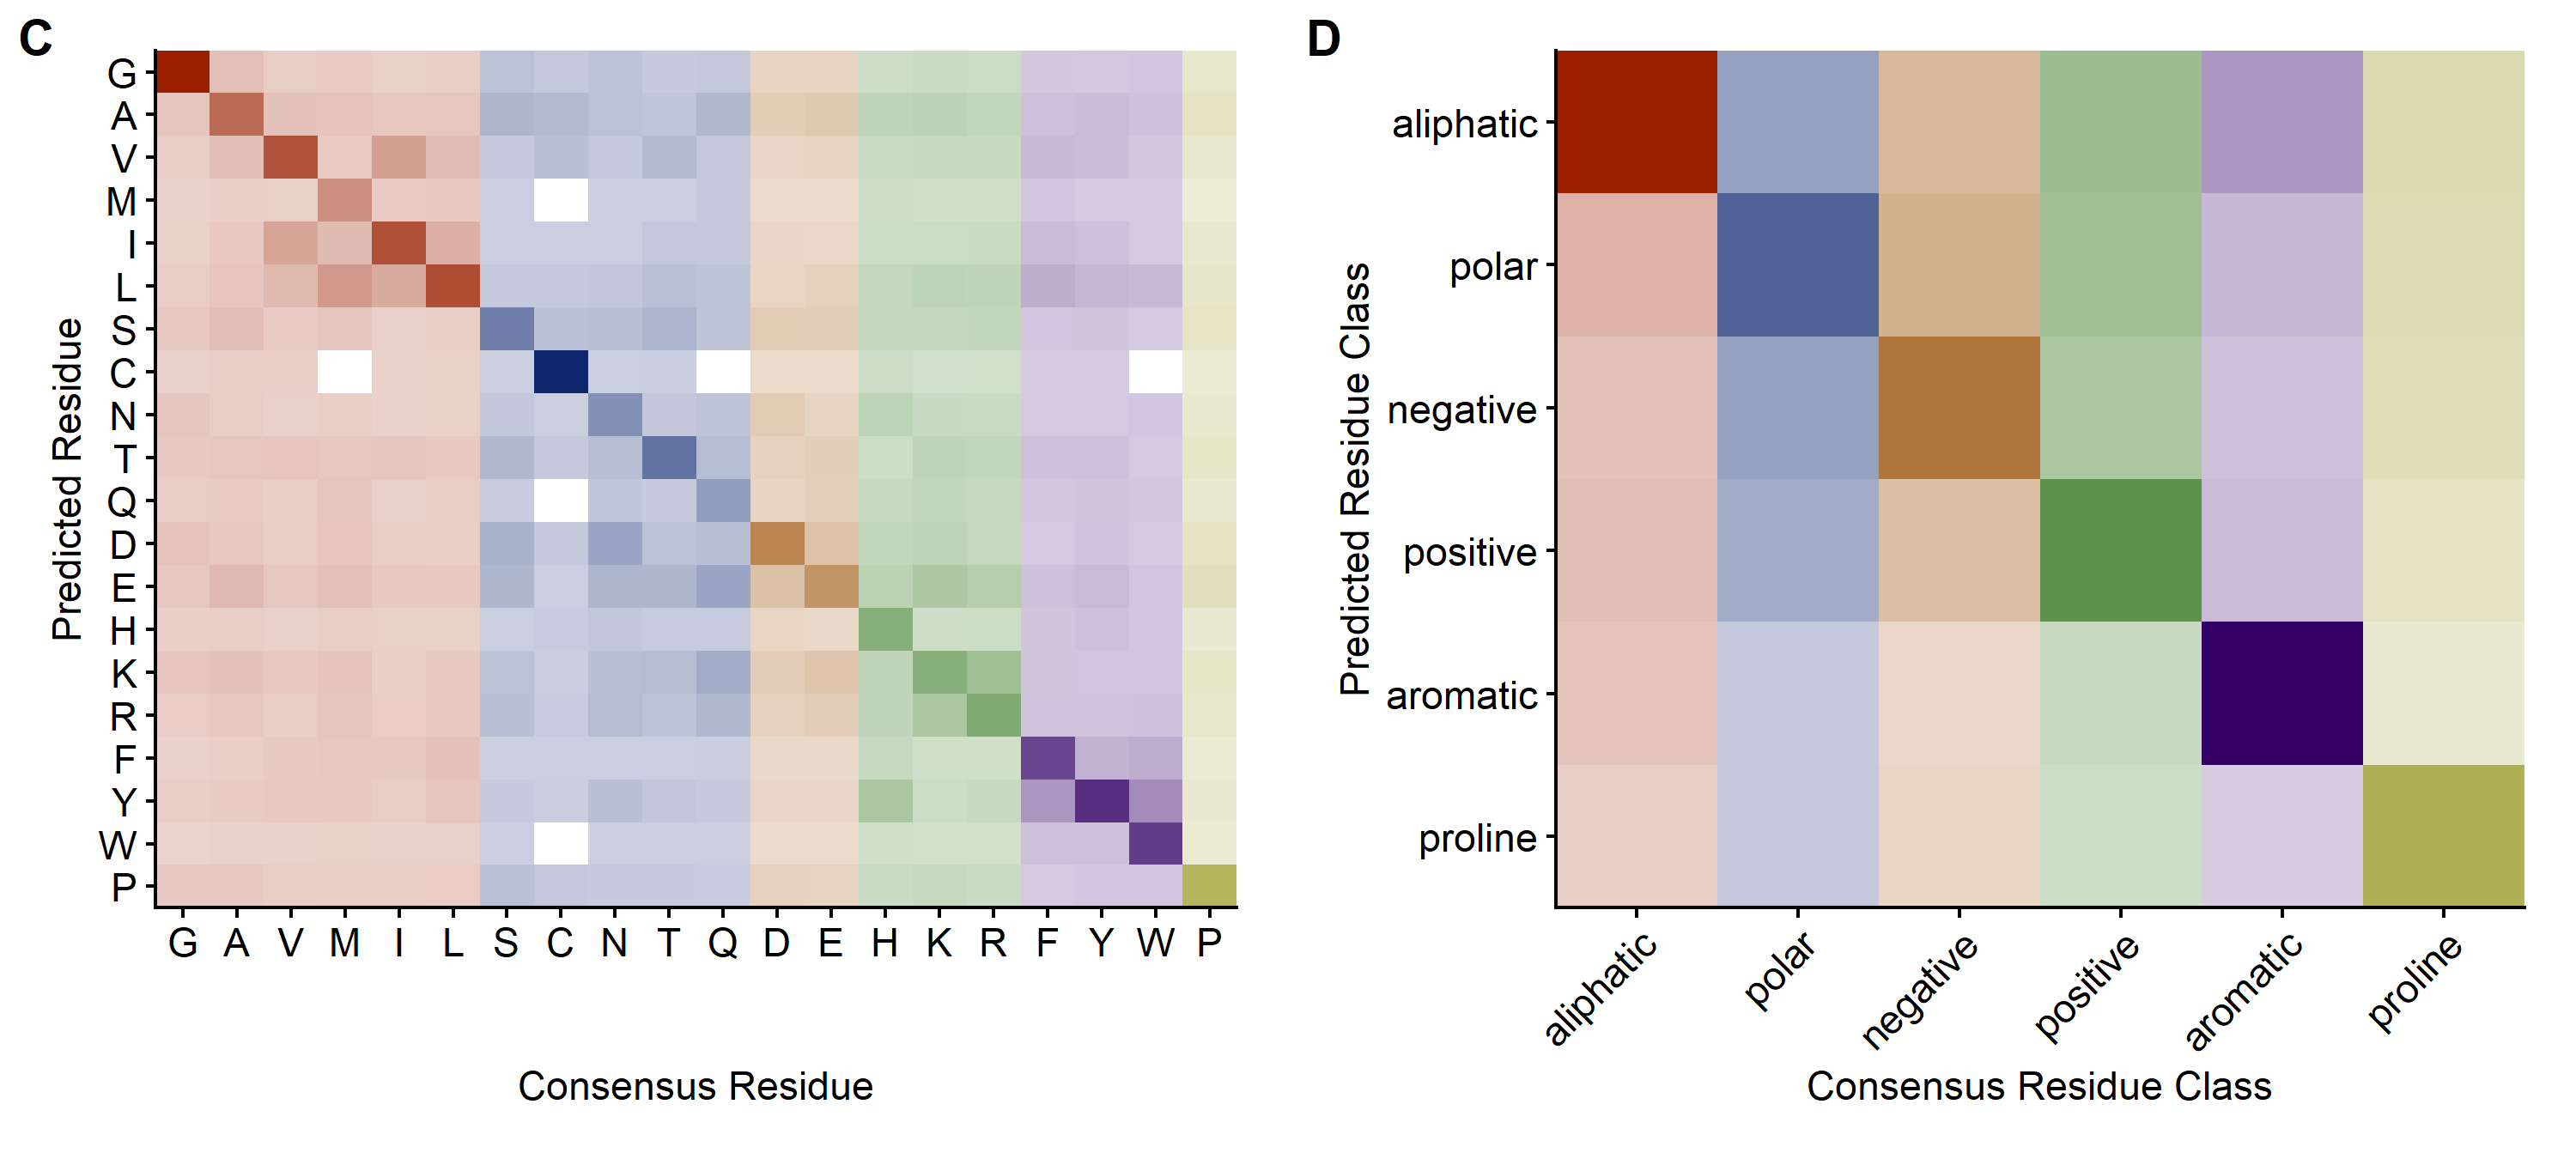 C
Predicted Residue
G
A
V
M
I
L
S
C
N
T
Q
D
E
H
K
R
F
Y
W
P
G A V M I L S C N T Q D E H K R F Y W P
Consensus Residue
D
Predicted Residue Class
aliphatic
polar
negative
positive
aromatic
proline
aliphatic
polar
negative
positive
aromatic
proline
Consensus Residue Class